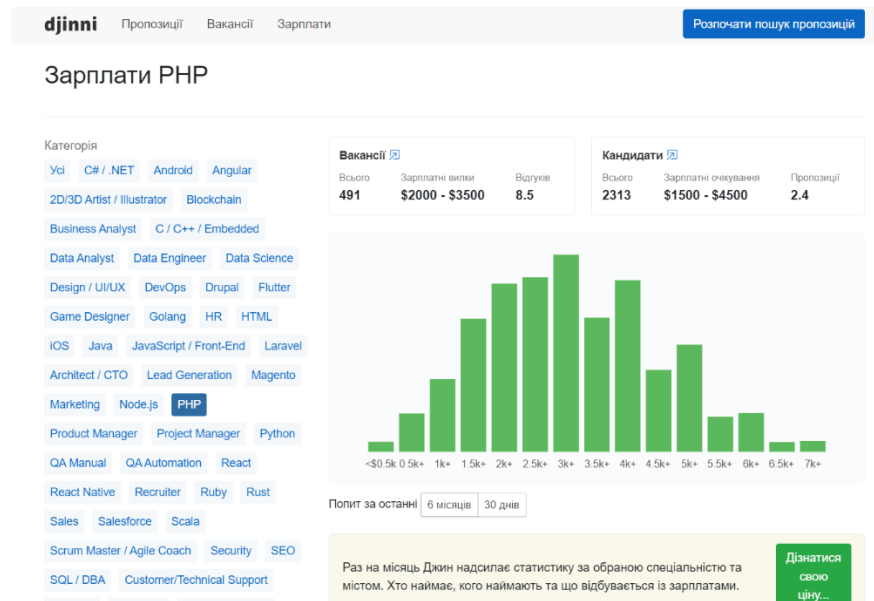 djinni Пропозиції Вакансії Зарплати Розпочати пошук пропозицій
Зарплати PHP
Категорія
Усі C# / .NET Android Angular
2D/3D Artist / Illustrator Blockchain
Business Analyst C / C++ / Embedded
Data Analyst Data Engineer Data Science
Design / UI/UX DevOps Drupal Flutter
Game Designer Golang HR HTML
iOS Java JavaScript / Front-End Laravel
Architect / CTO Lead Generation Magento
Marketing Node.js PHP
Product Manager Project Manager Python
QA Manual QA Automation React
React Native Recruiter Ruby Rust
Sales Salesforce Scala
Scrum Master / Agile Coach Security SEO
SQL / DBA Customer/Technical Support
Вакансії
Всього Зарплатні вилки Відгуків
491 $2000 - $3500 8.5
Кандидати
Всього Зарплатні очікування Пропозиції
2313 $1500 - $4500 2.4
<$0.5k 0.5k+ 1k+ 1.5k+ 2k+ 2.5k+ 3k+ 3.5k+ 4k+ 4.5k+ 5k+ 5.5k+ 6k+ 6.5k+ 7k+
Попит за останні 6 місяців 30 днів
Раз на місяць Джин надсилає статистику за обраною спеціальністю та
містом. Хто наймає, кого наймають та що відбувається із зарплатами.
Дізнатися
свою
ціну...